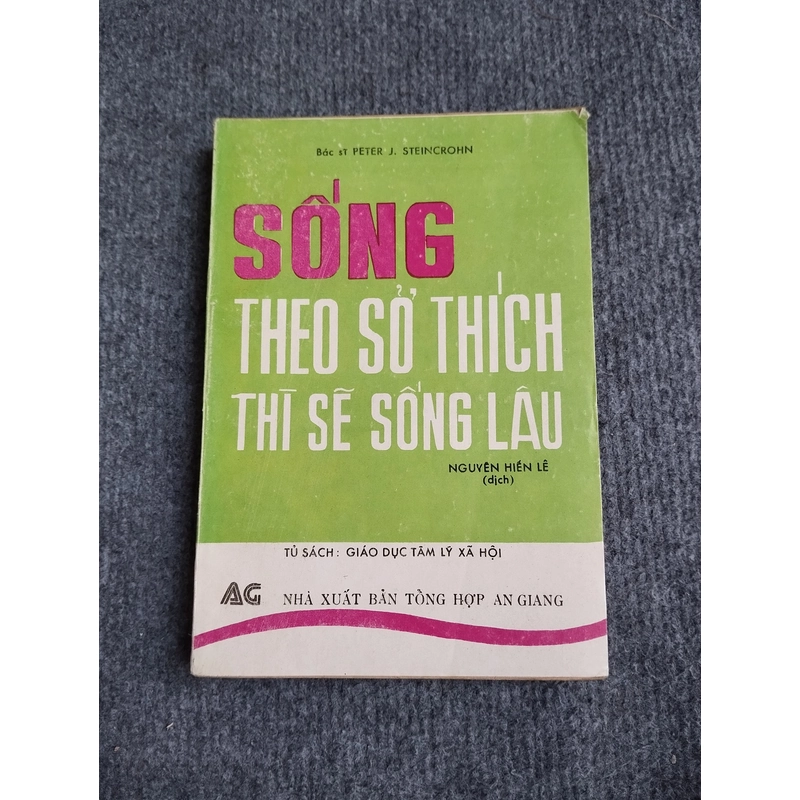 Bác sĩ PETER J. STEINCROHN
SỐNG
THEO SỞ THÍCH
THÌ SẼ SỐNG LÂU
NGUYỄN HIẾN LÊ
(dịch)
TỦ SÁCH: GIÁO DỤC TÂM LÝ XÃ HỘI
AG NHÀ XUẤT BẢN TỔNG HỢP AN GIANG